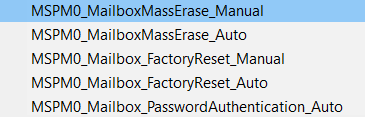 MSPM0_MailboxMassErase_Manual
MSPM0_MailboxMassErase_Auto
MSPM0_Mailbox_FactoryReset_Manual
MSPM0_Mailbox_FactoryReset_Auto
MSPM0_Mailbox_PasswordAuthentication_Auto